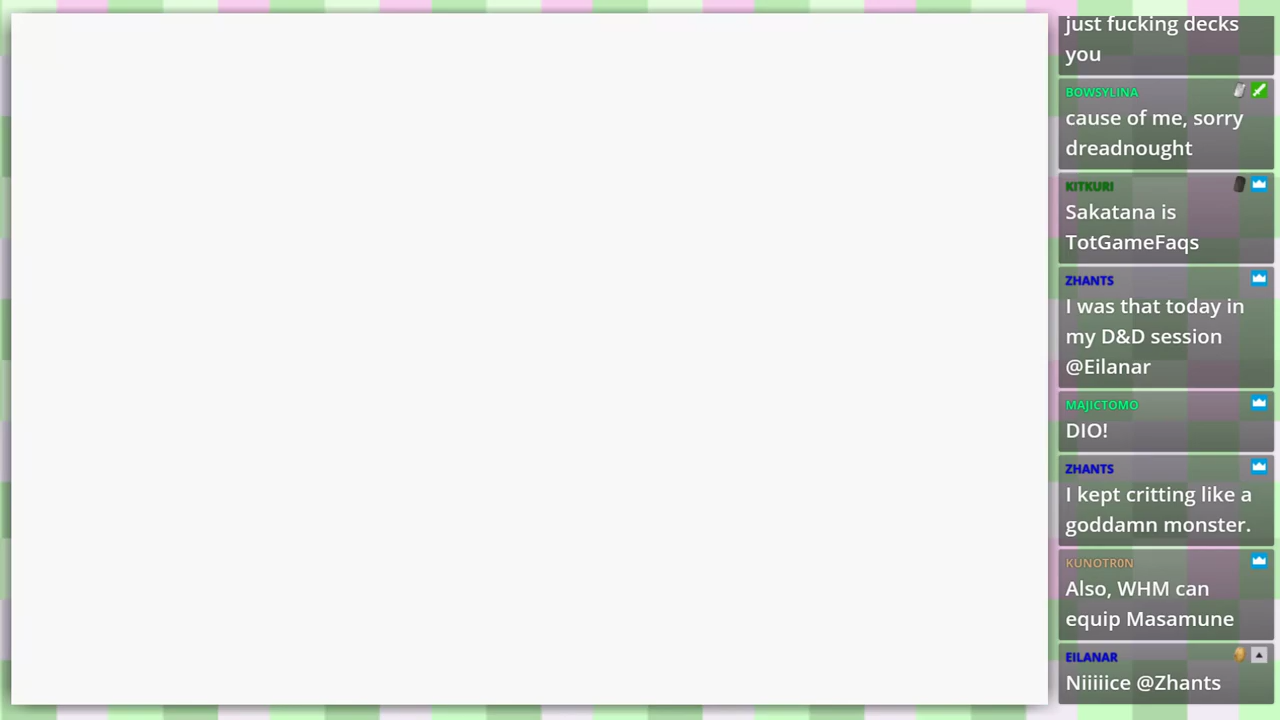 just fucking decks
you
BOWSYLINA
cause of me, sorry
dreadnought
KITKURI
Sakatana is
TotGameFaqs
ZHANTS
I was that today in
my D&D session
@Eilanar
MAJICTOMO
DIO!
ZHANTS
I kept critting like a
goddamn monster.
KUNOTR0N
Also, WHM can
equip Masamune
EILANAR
Niiiiice @Zhants